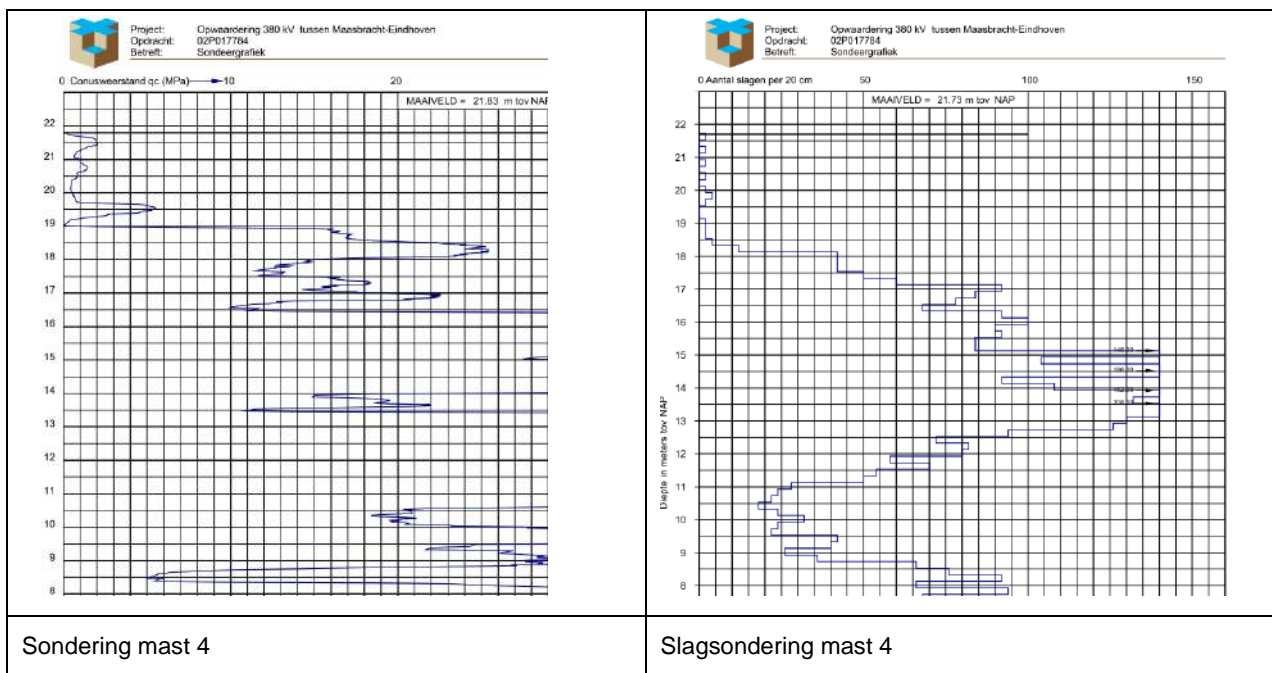 Project: Opwaardering 380 kV tussen Maasbracht-Eindhoven
Opdracht: 02P017784
Betreft: Sondeergrafiek
0 Conusweerstand qc (MPa) 10 20
MAAIVELD = 21.83 m tov NAP
22
21
20
19
18
17
16
15
14
13
12
11
10
9
8
Sondering mast 4
Project: Opwaardering 380 kV tussen Maasbracht-Eindhoven
Opdracht: 02P017784
Betreft: Sondeergrafiek
0 Aantal slagen per 20 cm 50 100 150
MAAIVELD = 21.73 m tov NAP
Diepte in meters tov NAP
22
21
20
19
18
17
16
15
14
13
12
11
10
9
8
Slagsondering mast 4